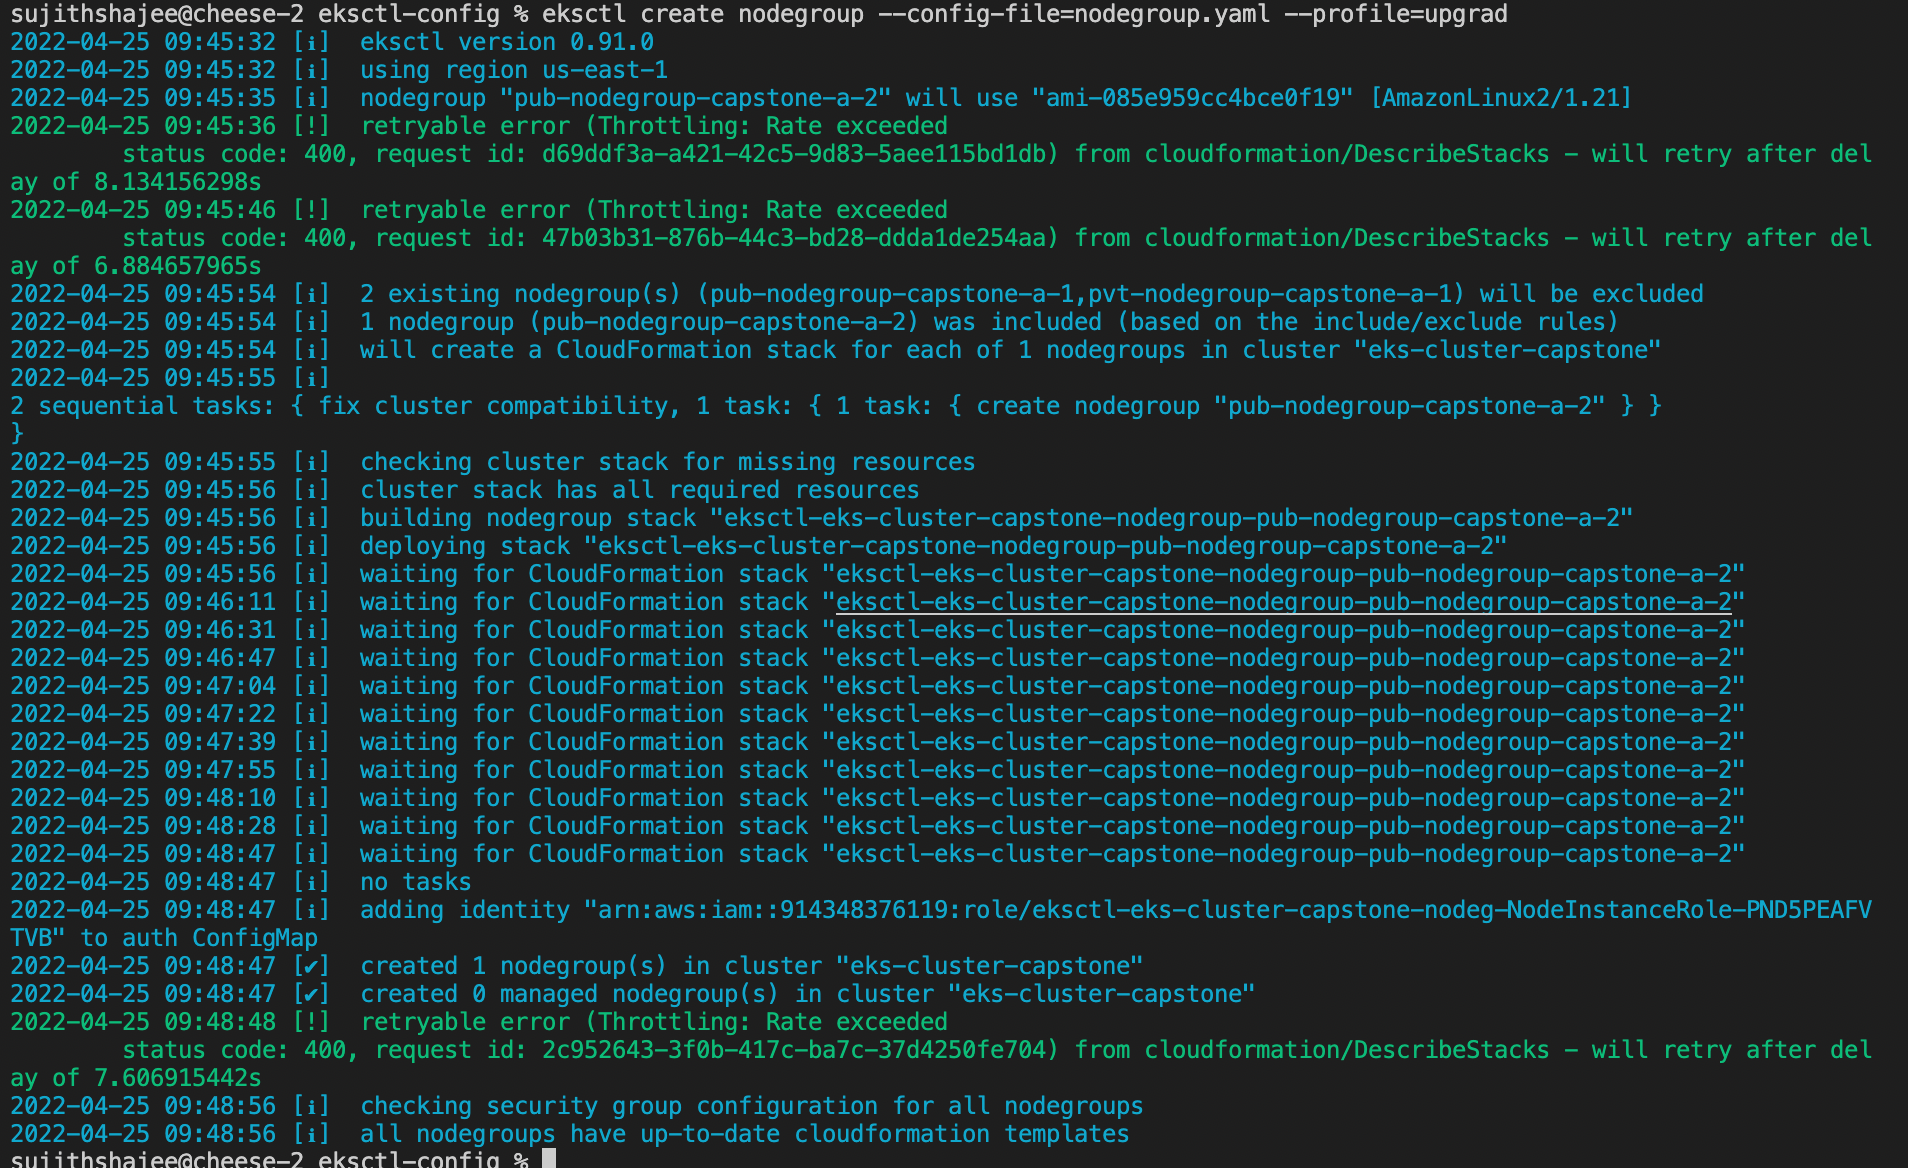 sujithshajee@cheese-2 eksctl-config % eksctl create nodegroup --config-file=nodegroup.yaml --profile=upgrad
2022-04-25 09:45:32 [ℹ]  eksctl version 0.91.0
2022-04-25 09:45:32 [ℹ]  using region us-east-1
2022-04-25 09:45:35 [ℹ]  nodegroup "pub-nodegroup-capstone-a-2" will use "ami-085e959cc4bce0f19" [AmazonLinux2/1.21]
2022-04-25 09:45:36 [!]  retryable error (Throttling: Rate exceeded
        status code: 400, request id: d69ddf3a-a421-42c5-9d83-5aee115bd1db) from cloudformation/DescribeStacks - will retry after del
ay of 8.134156298s
2022-04-25 09:45:46 [!]  retryable error (Throttling: Rate exceeded
        status code: 400, request id: 47b03b31-876b-44c3-bd28-ddda1de254aa) from cloudformation/DescribeStacks - will retry after del
ay of 6.884657965s
2022-04-25 09:45:54 [ℹ]  2 existing nodegroup(s) (pub-nodegroup-capstone-a-1,pvt-nodegroup-capstone-a-1) will be excluded
2022-04-25 09:45:54 [ℹ]  1 nodegroup (pub-nodegroup-capstone-a-2) was included (based on the include/exclude rules)
2022-04-25 09:45:54 [ℹ]  will create a CloudFormation stack for each of 1 nodegroups in cluster "eks-cluster-capstone"
2022-04-25 09:45:55 [ℹ]
2 sequential tasks: { fix cluster compatibility, 1 task: { 1 task: { create nodegroup "pub-nodegroup-capstone-a-2" } }
}
2022-04-25 09:45:55 [ℹ]  checking cluster stack for missing resources
2022-04-25 09:45:56 [ℹ]  cluster stack has all required resources
2022-04-25 09:45:56 [ℹ]  building nodegroup stack "eksctl-eks-cluster-capstone-nodegroup-pub-nodegroup-capstone-a-2"
2022-04-25 09:45:56 [ℹ]  deploying stack "eksctl-eks-cluster-capstone-nodegroup-pub-nodegroup-capstone-a-2"
2022-04-25 09:45:56 [ℹ]  waiting for CloudFormation stack "eksctl-eks-cluster-capstone-nodegroup-pub-nodegroup-capstone-a-2"
2022-04-25 09:46:11 [ℹ]  waiting for CloudFormation stack "eksctl-eks-cluster-capstone-nodegroup-pub-nodegroup-capstone-a-2"
2022-04-25 09:46:31 [ℹ]  waiting for CloudFormation stack "eksctl-eks-cluster-capstone-nodegroup-pub-nodegroup-capstone-a-2"
2022-04-25 09:46:47 [ℹ]  waiting for CloudFormation stack "eksctl-eks-cluster-capstone-nodegroup-pub-nodegroup-capstone-a-2"
2022-04-25 09:47:04 [ℹ]  waiting for CloudFormation stack "eksctl-eks-cluster-capstone-nodegroup-pub-nodegroup-capstone-a-2"
2022-04-25 09:47:22 [ℹ]  waiting for CloudFormation stack "eksctl-eks-cluster-capstone-nodegroup-pub-nodegroup-capstone-a-2"
2022-04-25 09:47:39 [ℹ]  waiting for CloudFormation stack "eksctl-eks-cluster-capstone-nodegroup-pub-nodegroup-capstone-a-2"
2022-04-25 09:47:55 [ℹ]  waiting for CloudFormation stack "eksctl-eks-cluster-capstone-nodegroup-pub-nodegroup-capstone-a-2"
2022-04-25 09:48:10 [ℹ]  waiting for CloudFormation stack "eksctl-eks-cluster-capstone-nodegroup-pub-nodegroup-capstone-a-2"
2022-04-25 09:48:28 [ℹ]  waiting for CloudFormation stack "eksctl-eks-cluster-capstone-nodegroup-pub-nodegroup-capstone-a-2"
2022-04-25 09:48:47 [ℹ]  waiting for CloudFormation stack "eksctl-eks-cluster-capstone-nodegroup-pub-nodegroup-capstone-a-2"
2022-04-25 09:48:47 [ℹ]  no tasks
2022-04-25 09:48:47 [ℹ]  adding identity "arn:aws:iam::914348376119:role/eksctl-eks-cluster-capstone-nodeg-NodeInstanceRole-PND5PEAFV
TVB" to auth ConfigMap
2022-04-25 09:48:47 [✔]  created 1 nodegroup(s) in cluster "eks-cluster-capstone"
2022-04-25 09:48:47 [✔]  created 0 managed nodegroup(s) in cluster "eks-cluster-capstone"
2022-04-25 09:48:48 [!]  retryable error (Throttling: Rate exceeded
        status code: 400, request id: 2c952643-3f0b-417c-ba7c-37d4250fe704) from cloudformation/DescribeStacks - will retry after del
ay of 7.606915442s
2022-04-25 09:48:56 [ℹ]  checking security group configuration for all nodegroups
2022-04-25 09:48:56 [ℹ]  all nodegroups have up-to-date cloudformation templates
sujithshajee@cheese-2 eksctl-config %